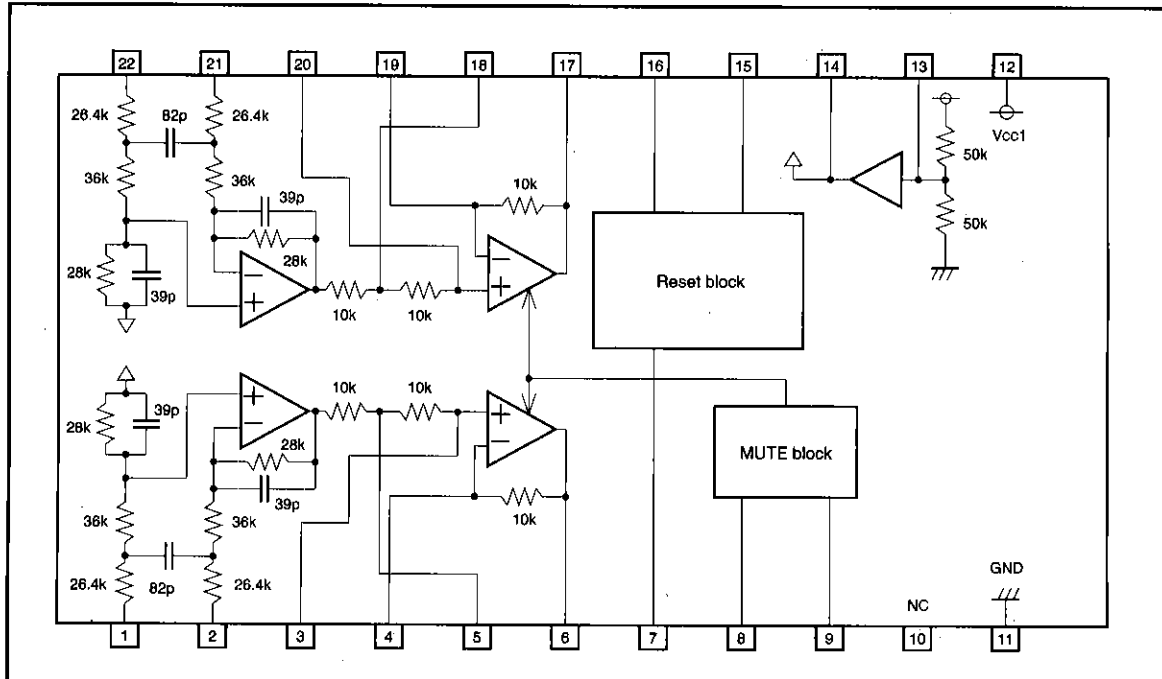 22 21 20 19 18 17 16 15 14 13 12
26.4k 82p 26.4k
Vcc1
50k
36k 36k
10k
39p
50k
28k
28k
39p
10k 10k
Reset block
10k 10k
39p
28k
28k
MUTE block
39p
10k
36k 36k
GND
26.4k 82p 26.4k
NC
1 2 3 4 5 6 7 8 9 10 11